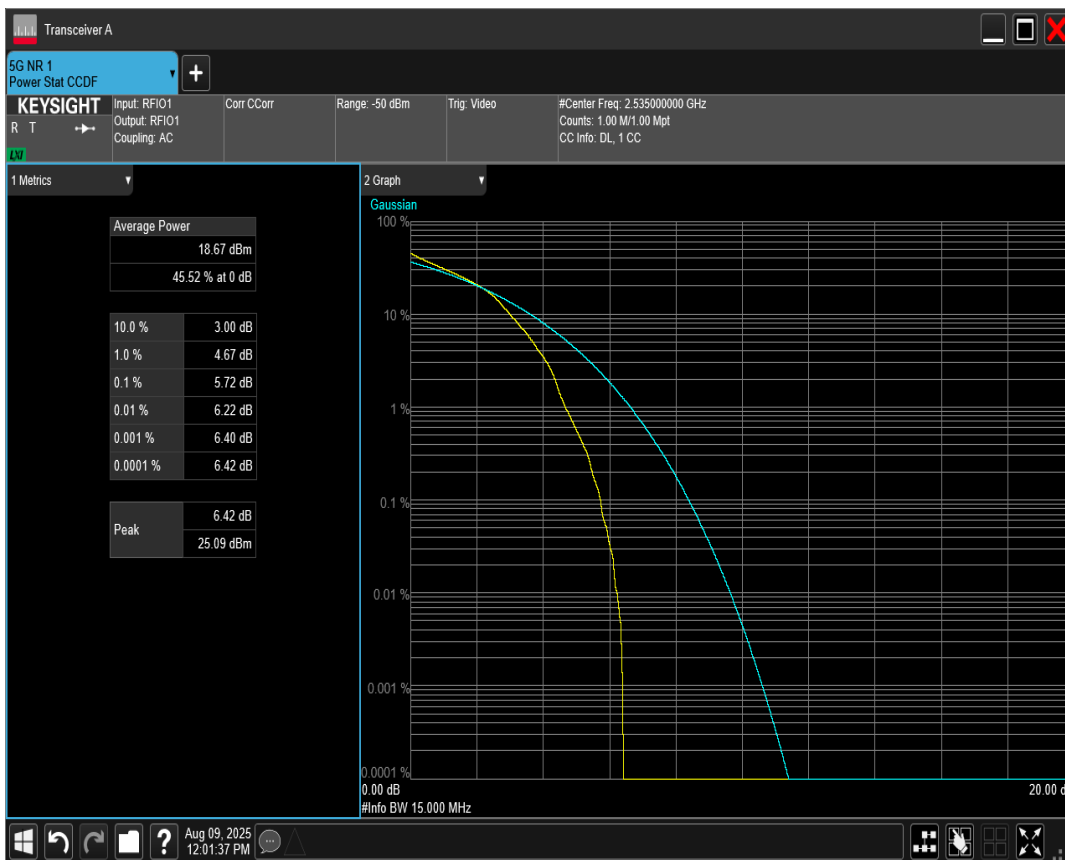 Transceiver A
5G NR 1
Power Stat CCDF
KEYSIGHT
R T
LXI
Input: RFIO1
Output: RFIO1
Coupling: AC
Corr CCorr
Range: -50 dBm
Trig: Video
#Center Freq: 2.535000000 GHz
Counts: 1.00 M/1.00 Mpt
CC Info: DL, 1 CC
1 Metrics
Average Power
18.67 dBm
45.52 % at 0 dB
10.0 % 3.00 dB
1.0 % 4.67 dB
0.1 % 5.72 dB
0.01 % 6.22 dB
0.001 % 6.40 dB
0.0001 % 6.42 dB
Peak
6.42 dB
25.09 dBm
2 Graph
Gaussian
100 %
10 %
1 %
0.1 %
0.01 %
0.001 %
0.0001 %
0.00 dB
20.00 d
#Info BW 15.000 MHz
?
Aug 09, 2025
12:01:37 PM